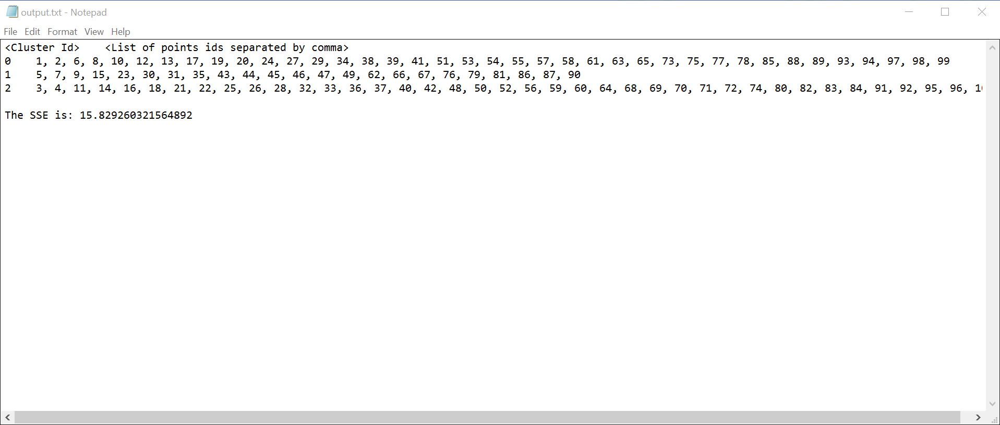 output.txt - Notepad
File Edit Format View Help
<Cluster Id>    <List of points ids separated by comma>
0    1, 2, 6, 8, 10, 12, 13, 17, 19, 20, 24, 27, 29, 34, 38, 39, 41, 51, 53, 54, 55, 57, 58, 61, 63, 65, 73, 75, 77, 78, 85, 88, 89, 93, 94, 97, 98, 99
1    5, 7, 9, 15, 23, 30, 31, 35, 43, 44, 45, 46, 47, 49, 62, 66, 67, 76, 79, 81, 86, 87, 90
2    3, 4, 11, 14, 16, 18, 21, 22, 25, 26, 28, 32, 33, 36, 37, 40, 42, 48, 50, 52, 56, 59, 60, 64, 68, 69, 70, 71, 72, 74, 80, 82, 83, 84, 91, 92, 95, 96,
The SSE is: 15.829260321564892